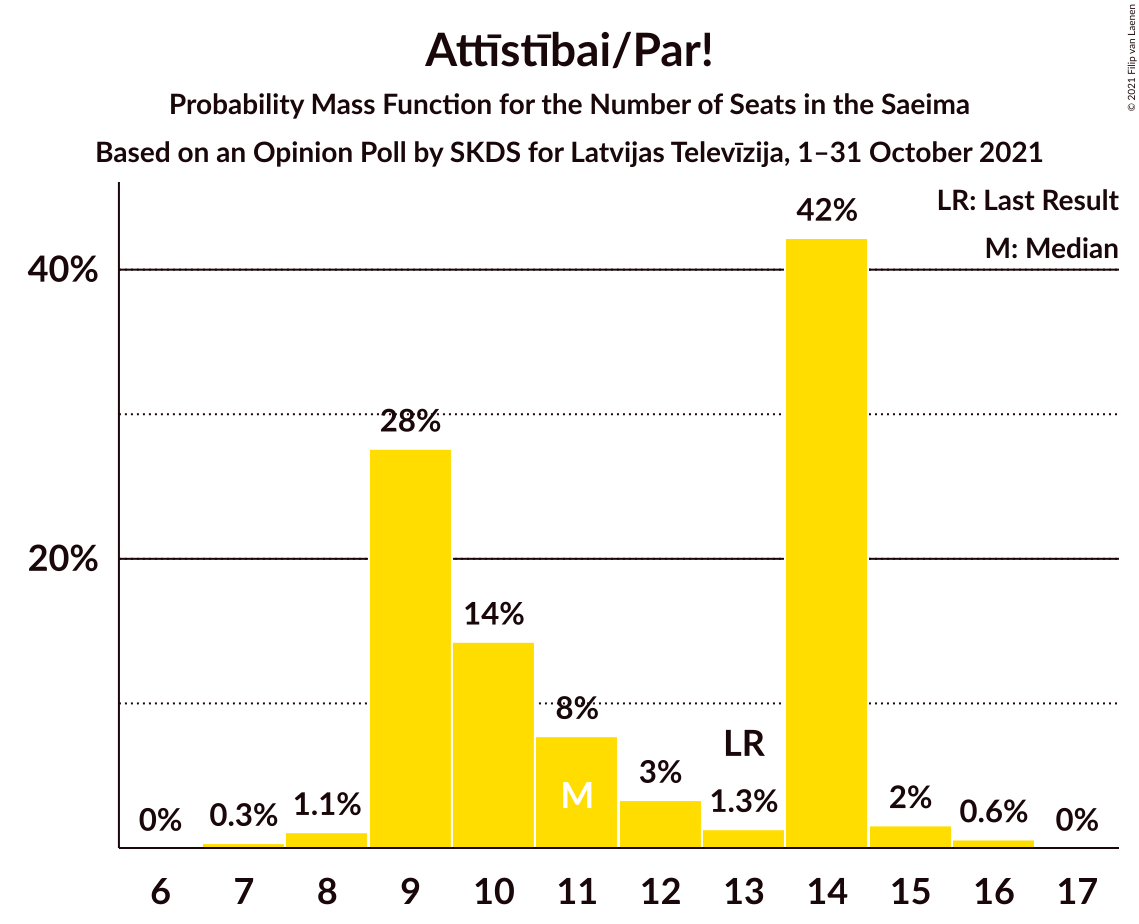 Attīstībai/Par!
Probability Mass Function for the Number of Seats in the Saeima
Based on an Opinion Poll by SKDS for Latvijas Televīzija, 1–31 October 2021
© 2021 Filip van Laenen
LR: Last Result
M: Median
40%
20%
0%
0.3%
1.1%
28%
14%
8%
M
3%
LR
1.3%
42%
2%
0.6%
0%
6 7 8 9 10 11 12 13 14 15 16 17